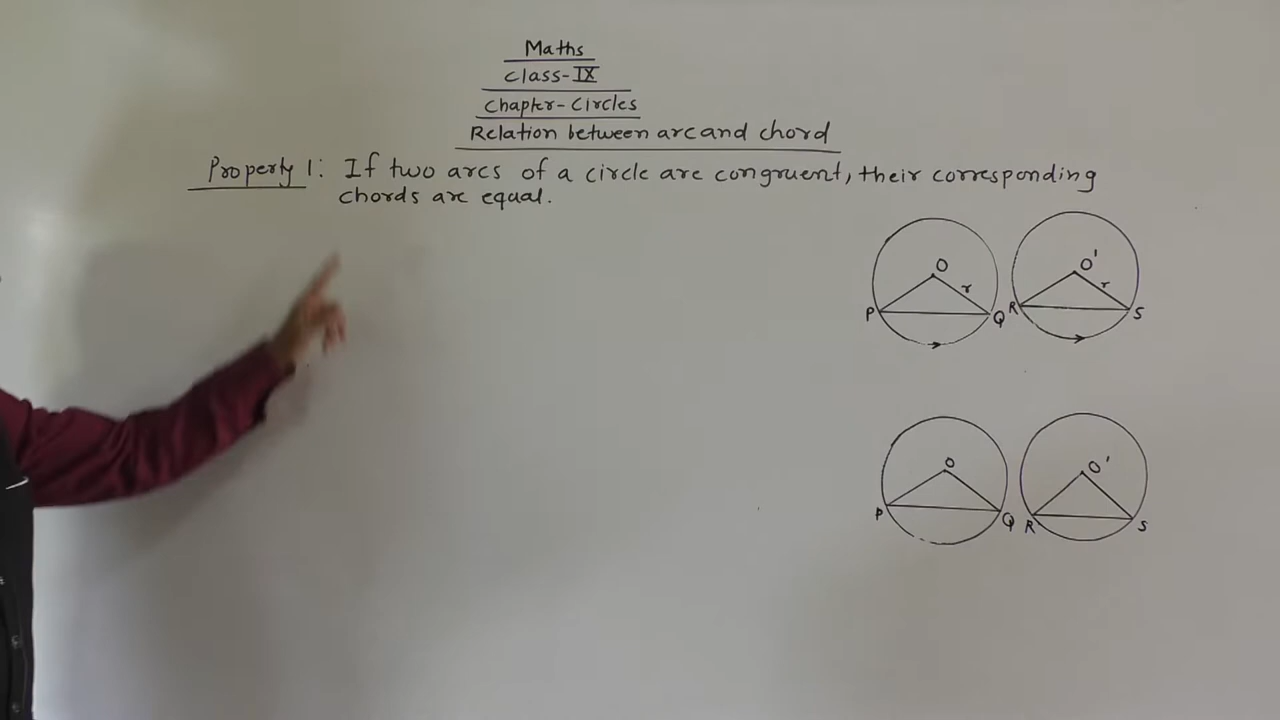 Maths
Class-IX
Chapter-Circles
Relation between arc and chord
Property 1: If two arcs of a circle are congruent, their corresponding
chords are equal.
O
r
P
Q
O'
r
R
S
O
P
Q
O'
R
S